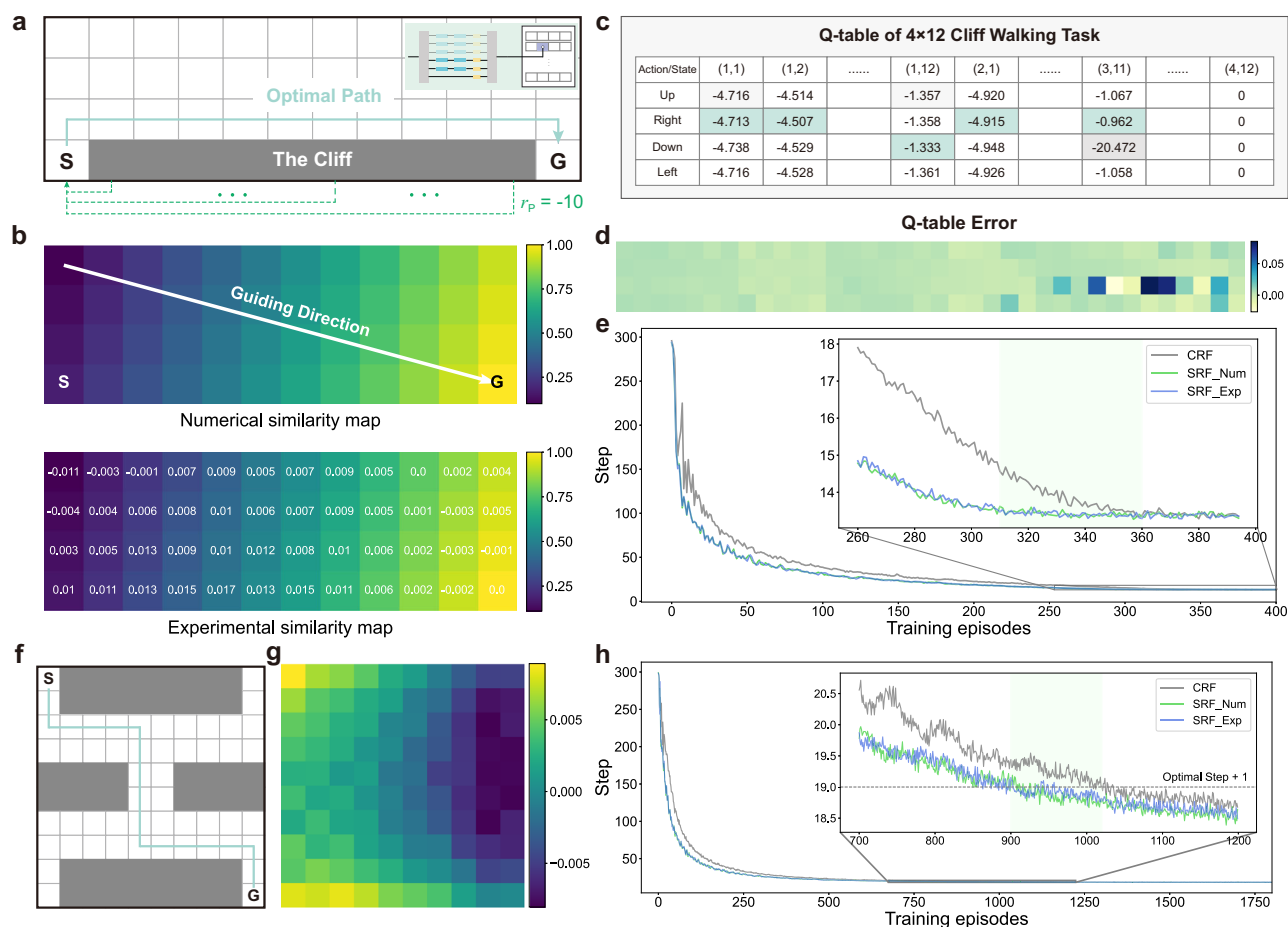 a
Optimal Path
S
The Cliff
G
• • •
• • •
rP = -10
c
Q-table of 4×12 Cliff Walking Task
Action/State (1,1) (1,2) ...... (1,12) (2,1) ...... (3,11) ...... (4,12)
Up -4.716 -4.514 -1.357 -4.920 -1.067 0
Right -4.713 -4.507 -1.358 -4.915 -0.962 0
Down -4.738 -4.529 -1.333 -4.948 -20.472 0
Left -4.716 -4.528 -1.361 -4.926 -1.058 0
b
Guiding Direction
S
G
1.00
0.75
0.50
0.25
Numerical similarity map
-0.011 -0.003 -0.001 0.007 0.009 0.005 0.007 0.009 0.005 0.0 0.002 0.004
-0.004 0.004 0.006 0.008 0.01 0.006 0.007 0.009 0.005 0.001 -0.003 0.005
0.003 0.005 0.013 0.009 0.01 0.012 0.008 0.01 0.006 0.002 -0.003 -0.001
0.01 0.011 0.013 0.015 0.017 0.013 0.015 0.011 0.006 0.002 -0.002 0.0
1.00
0.75
0.50
0.25
Experimental similarity map
d
Q-table Error
0.05
0.00
e
Step
300
250
200
150
100
50
0
0 50 100 150 200 250 300 350 400
Training episodes
18
17
16
15
14
260 280 300 320 340 360 380 400
CRF
SRF_Num
SRF_Exp
f
S
G
g
0.005
0.000
−0.005
h
Step
300
250
200
150
100
50
0 250 500 750 1000 1250 1500 1750
Training episodes
20.5
20.0
19.5
19.0
18.5
700 800 900 1000 1100 1200
CRF
SRF_Num
SRF_Exp
Optimal Step + 1